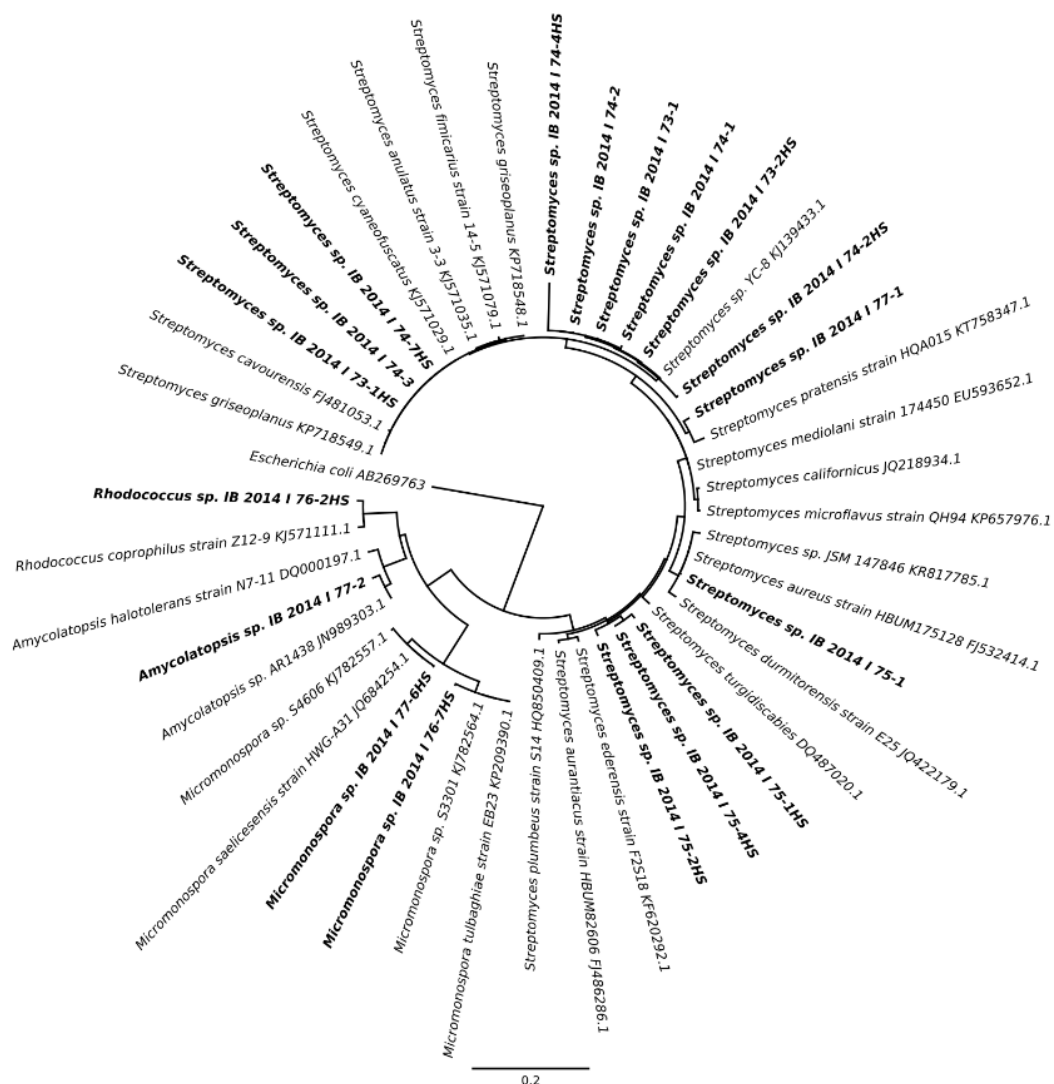 Streptomyces sp. IB 2014 I 74-4HS
Streptomyces sp. IB 2014 I 74-2
Streptomyces sp. IB 2014 I 73-1
Streptomyces sp. IB 2014 I 74-1
Streptomyces sp. IB 2014 I 73-2HS
Streptomyces sp. YC-8 KJ139433.1
Streptomyces sp. IB 2014 I 74-2HS
Streptomyces sp. IB 2014 I 77-1
Streptomyces pratensis strain HQA015 KT758347.1
Streptomyces mediolani strain 174450 EU593652.1
Streptomyces californicus JQ218934.1
Streptomyces microflavus strain QH94 KP657976.1
Streptomyces sp. JSM 147846 KR817785.1
Streptomyces aureus strain HBUM175128 FJ532414.1
Streptomyces sp. IB 2014 I 75-1
Streptomyces durmitorensis strain E25 JQ422179.1
Streptomyces turgidiscabies DQ487020.1
Streptomyces sp. IB 2014 I 75-1HS
Streptomyces sp. IB 2014 I 75-4HS
Streptomyces sp. IB 2014 I 75-2HS
Streptomyces ederensis strain F2S18 KF620292.1
Streptomyces aurantiacus strain HBUM82606 FJ486286.1
Streptomyces plumbeus strain S14 HQ850409.1
Micromonospora tulbaghiae strain EB23 KP209390.1
Micromonospora sp. S3301 KJ782564.1
Micromonospora sp. IB 2014 I 76-7HS
Micromonospora sp. IB 2014 I 77-6HS
Micromonospora saelicesensis strain HWG-A31 JQ684254.1
Micromonospora sp. S4606 KJ782557.1
Amycolatopsis sp. AR1438 JN989303.1
Amycolatopsis sp. IB 2014 I 77-2
Amycolatopsis halotolerans strain N7-11 DQ000197.1
Rhodococcus coprophilus strain Z12-9 KJ571111.1
Rhodococcus sp. IB 2014 I 76-2HS
Escherichia coli AB269763
Streptomyces griseoplanus KP718549.1
Streptomyces cavourensis FJ481053.1
Streptomyces sp. IB 2014 I 73-1HS
Streptomyces sp. IB 2014 I 74-3
Streptomyces sp. IB 2014 I 74-7HS
Streptomyces cyaneofuscatus KJ571029.1
Streptomyces anulatus strain 3-3 KJ571035.1
Streptomyces fimicarius strain 14-5 KJ571079.1
Streptomyces griseoplanus KP718548.1
0.2